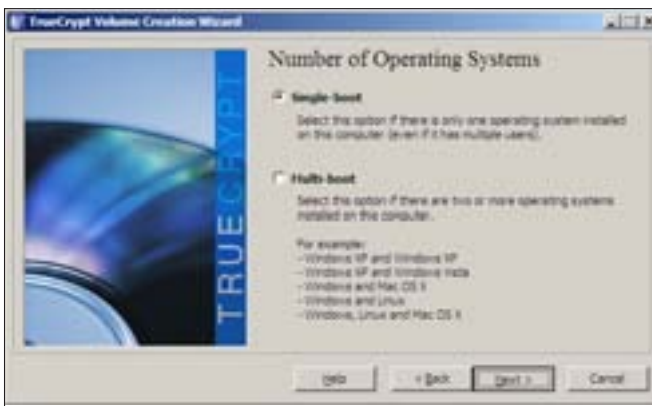 TrueCrypt Volume Creation Wizard
TRUECRYPT
Number of Operating Systems
Single-boot
Select this option if there is only one operating system installed
on this computer (even if it has multiple users).
Multi-boot
Select this option if there are two or more operating systems
installed on this computer.
For example:
- Windows XP and Windows XP
- Windows XP and Windows Vista
- Windows and Mac OS X
- Windows and Linux
- Windows, Linux and Mac OS X
Help
< Back
Next >
Cancel